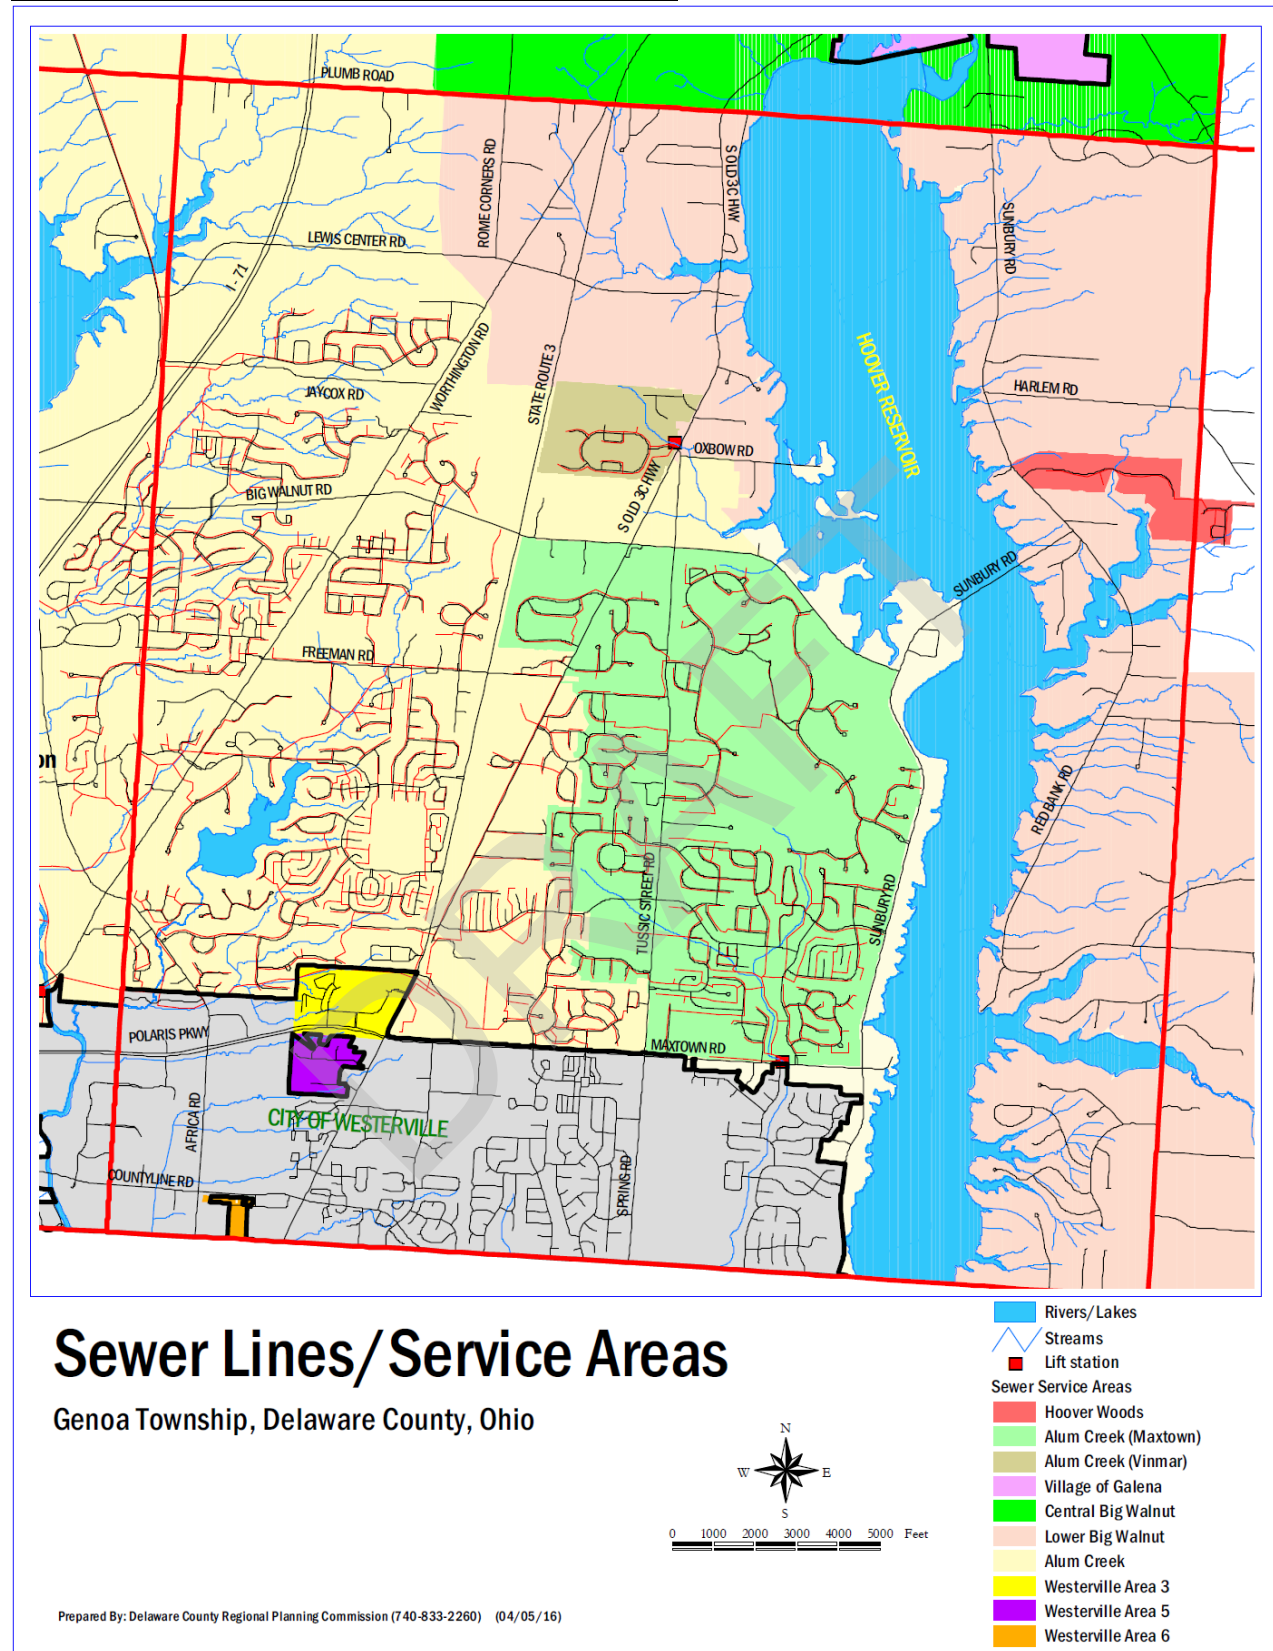 PLUMB ROAD
ROME CORNERS RD
S OLD 3C HWY
SUNBURY RD
LEWIS CENTER RD
I - 71
HOOVER RESERVOIR
WORTHINGTON RD
STATE ROUTE 3
JAYCOX RD
HARLEM RD
OXBOW RD
BIG WALNUT RD
S OLD 3C HWY
SUNBURY RD
FREEMAN RD
on
RED BANK RD
TUSSIC STREET RD
SUNBURY RD
DRAFT
POLARIS PKWY
MAXTOWN RD
AFRICA RD
CITY OF WESTERVILLE
COUNTYLINE RD
SPRING RD
Sewer Lines/Service Areas
Genoa Township, Delaware County, Ohio
N
W E
S
0 1000 2000 3000 4000 5000 Feet
Prepared By: Delaware County Regional Planning Commission (740-833-2260) (04/05/16)
Rivers/Lakes
Streams
Lift station
Sewer Service Areas
Hoover Woods
Alum Creek (Maxtown)
Alum Creek (Vinmar)
Village of Galena
Central Big Walnut
Lower Big Walnut
Alum Creek
Westerville Area 3
Westerville Area 5
Westerville Area 6